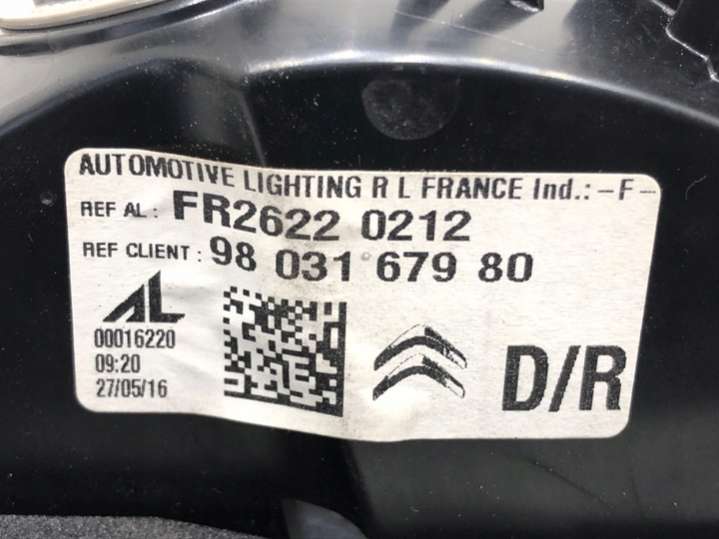 AUTOMOTIVE LIGHTING R L FRANCE Ind.: -F-
REF AL: FR2622 0 0212
REF CLIENT: 98 031 679 80
AL
00016220
09:20
27/05/16
D/R